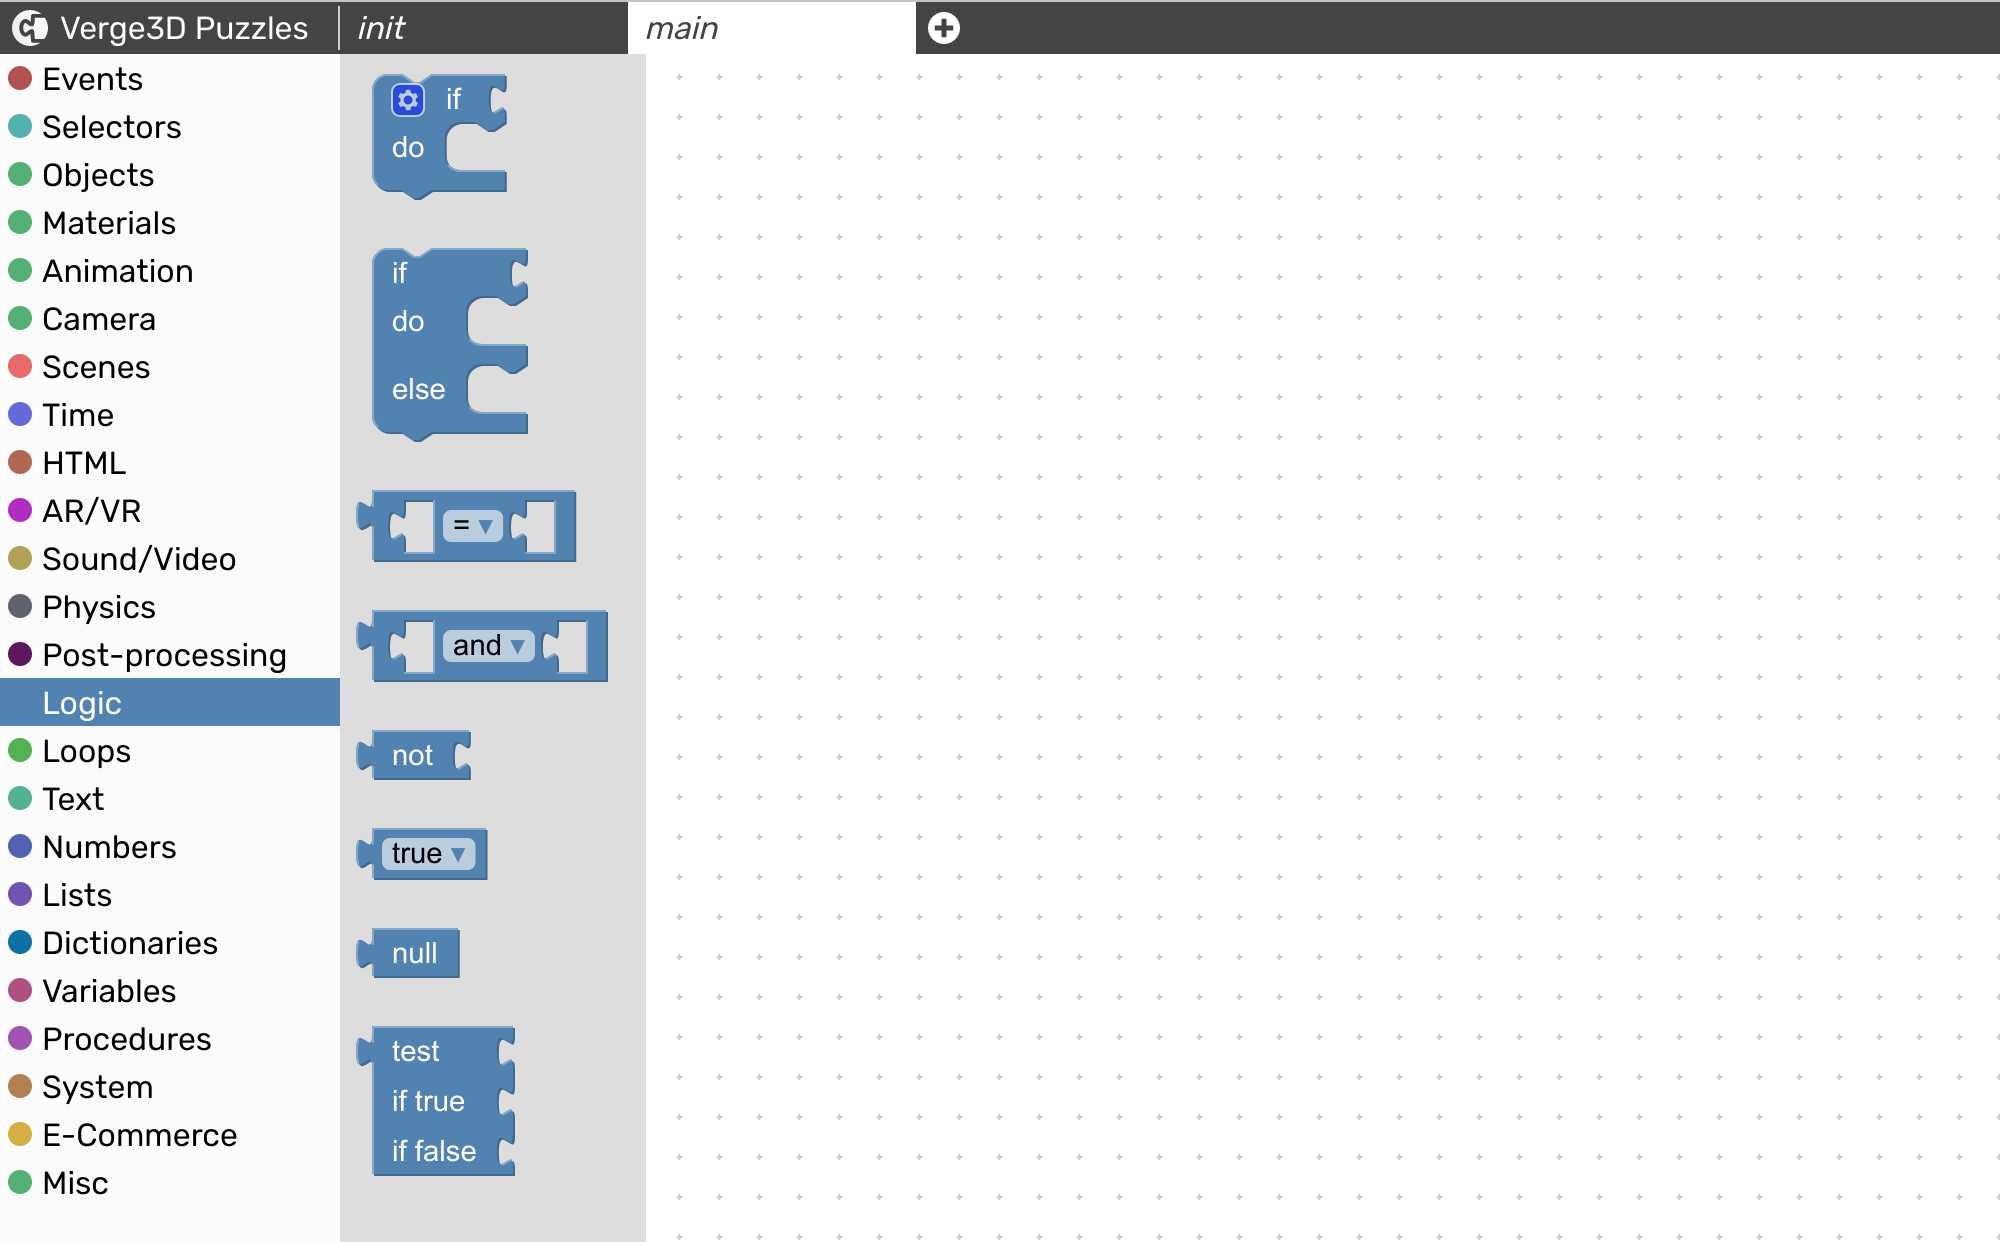 Verge3D Puzzles
init
main
Events
Selectors
Objects
Materials
Animation
Camera
Scenes
Time
HTML
AR/VR
Sound/Video
Physics
Post-processing
Logic
Loops
Text
Numbers
Lists
Dictionaries
Variables
Procedures
System
E-Commerce
Misc
if
do
if
do
else
=
and
not
true
null
test
if true
if false